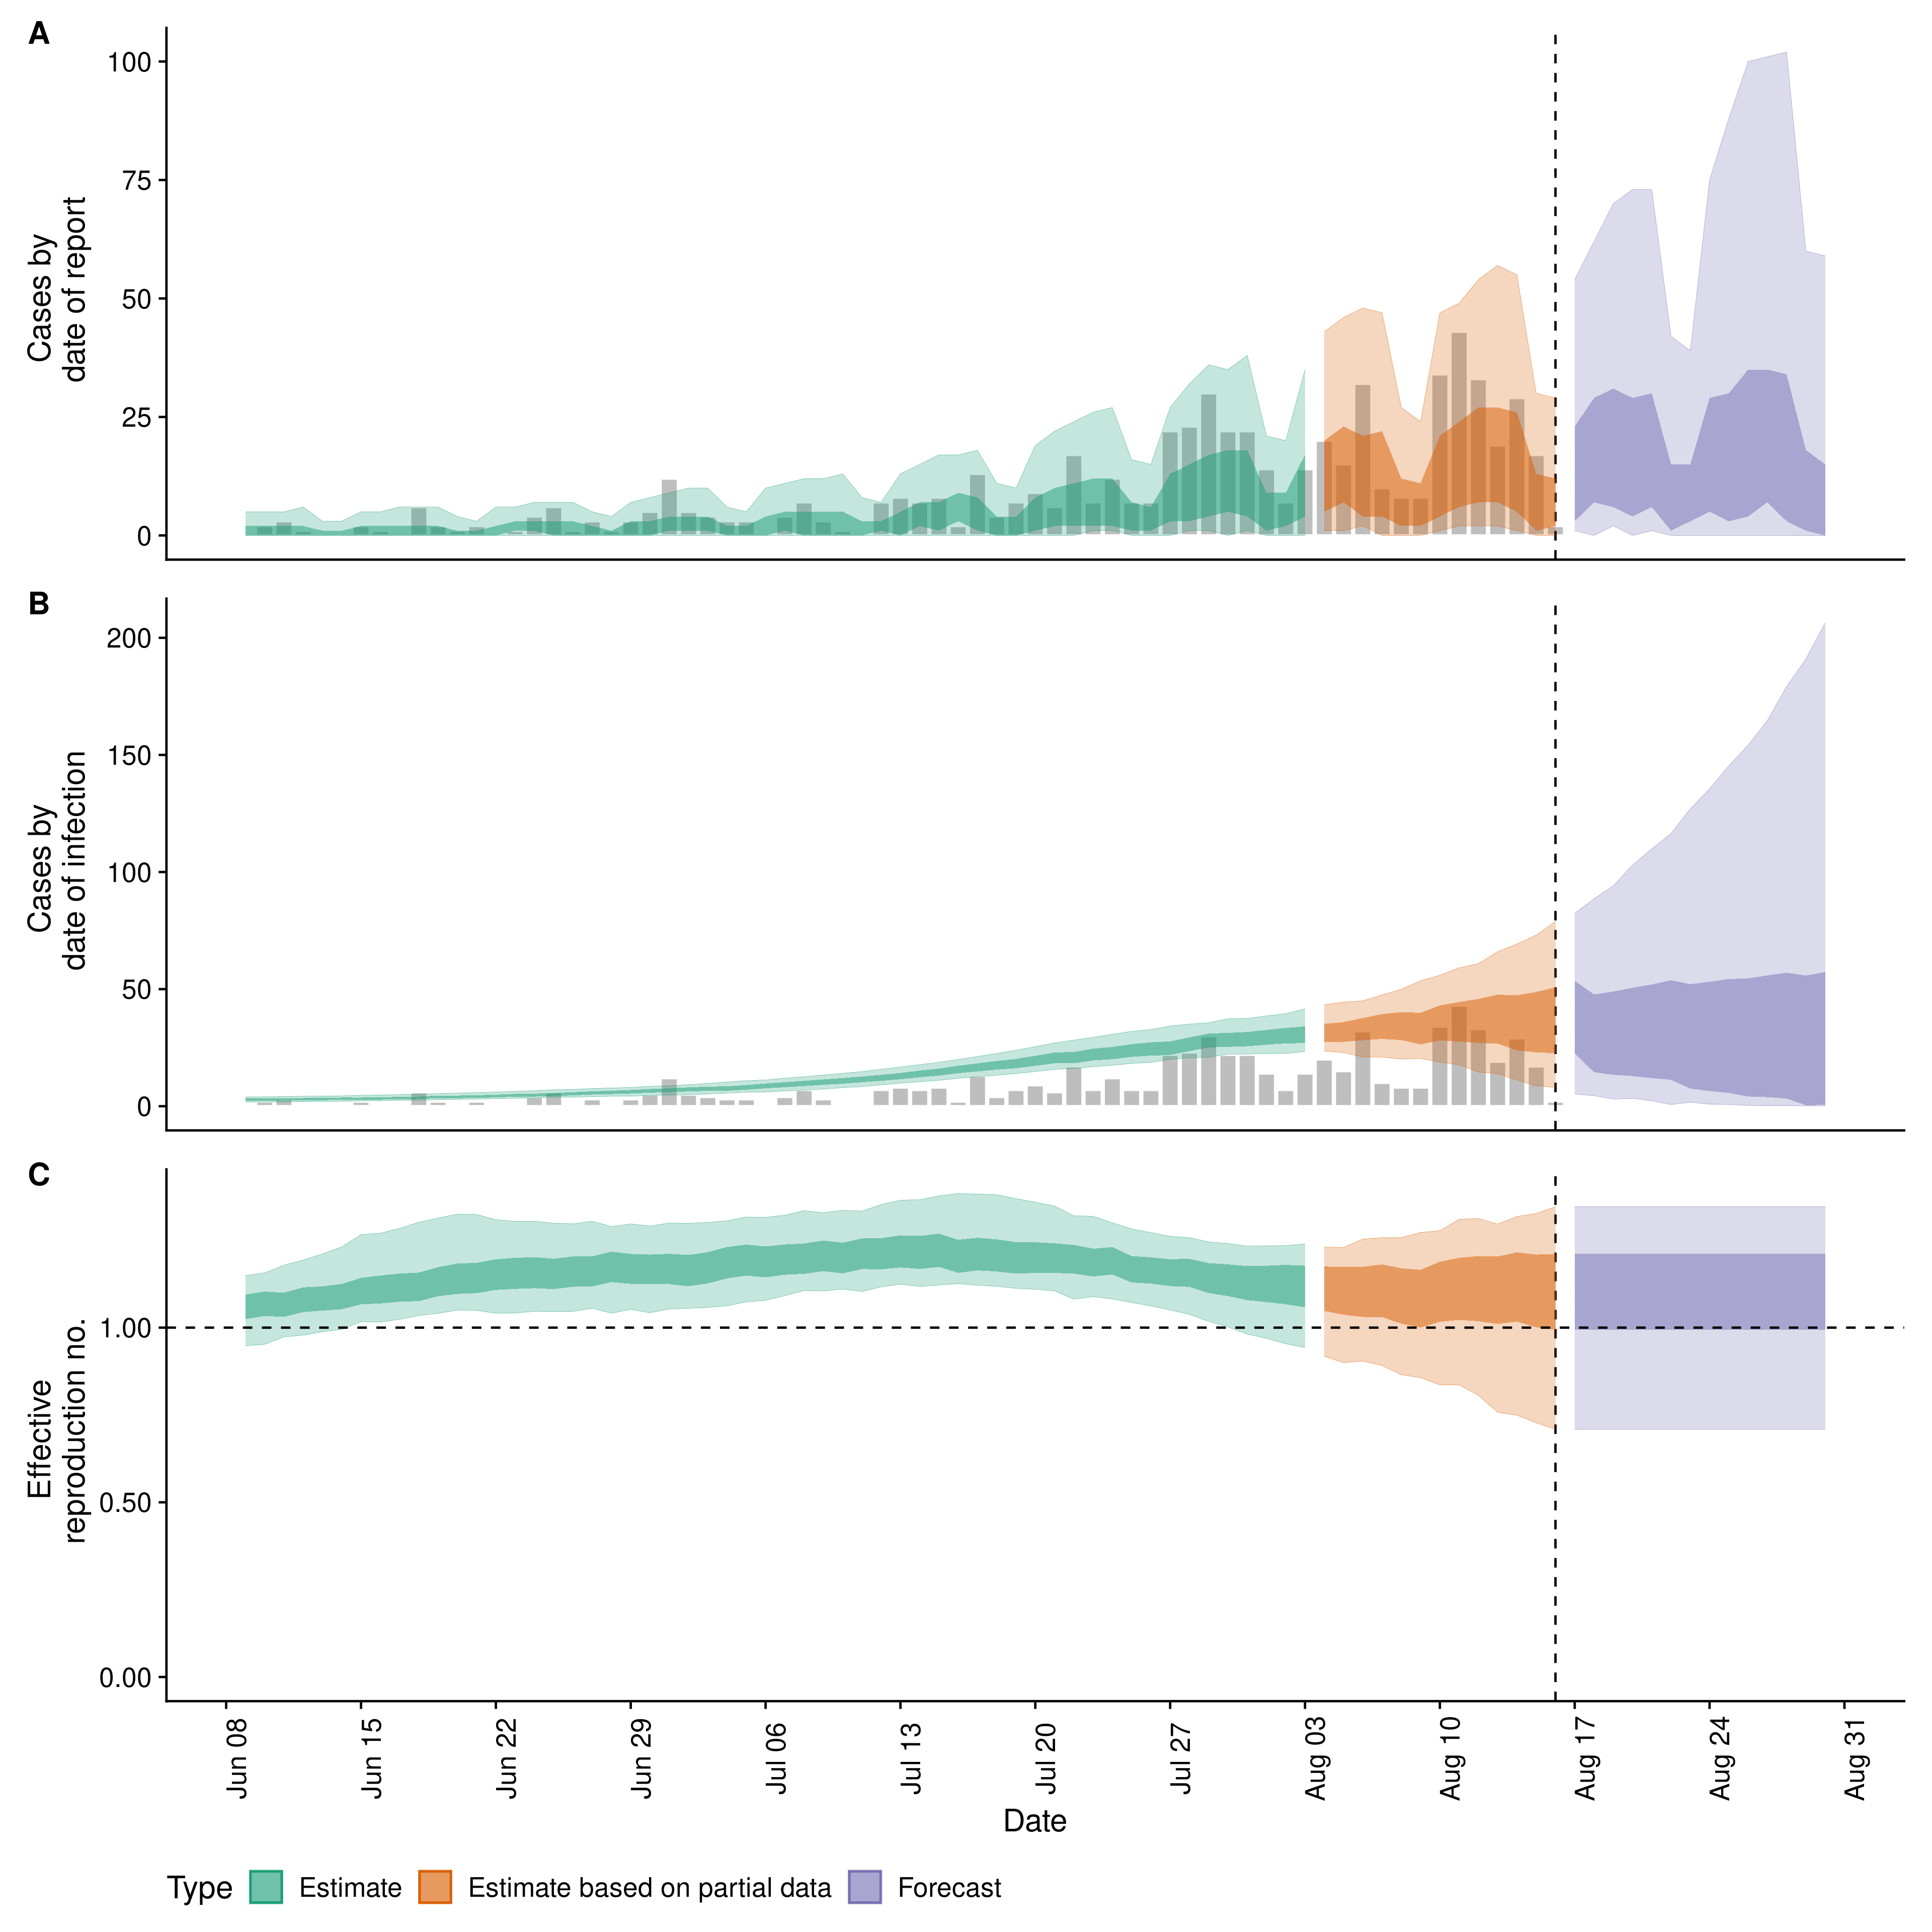 A
100
75
50
25
0
Cases by
date of report
B
200
150
100
50
0
Cases by
date of infection
C
1.00
0.50
0.00
Effective
reproduction no.
Jun 08
Jun 15
Jun 22
Jun 29
Jul 06
Jul 13
Jul 20
Jul 27
Aug 03
Aug 10
Aug 17
Aug 24
Aug 31
Date
Type Estimate Estimate based on partial data Forecast